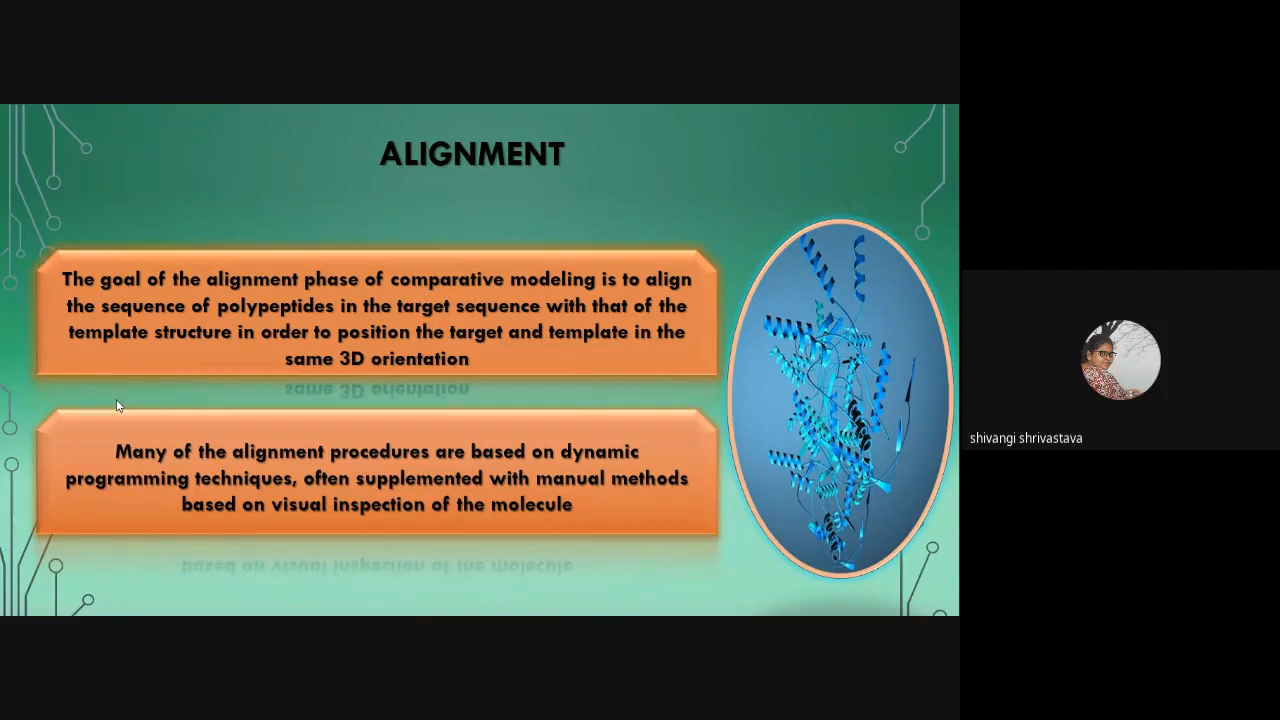 ALIGNMENT
The goal of the alignment phase of comparative modeling is to align
the sequence of polypeptides in the target sequence with that of the
template structure in order to position the target and template in the
same 3D orientation
Many of the alignment procedures are based on dynamic
programming techniques, often supplemented with manual methods
based on visual inspection of the molecule
shivangi shrivastava